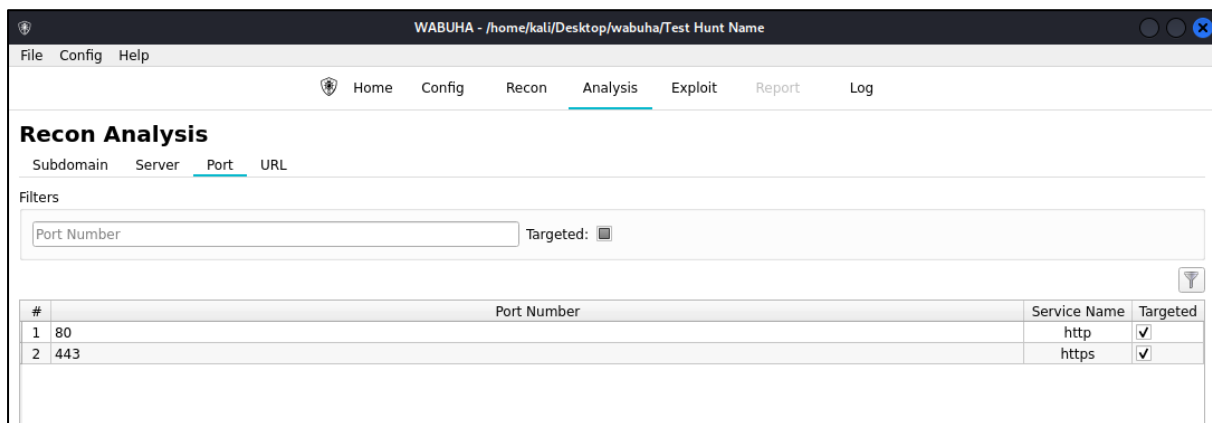 WABUHA - /home/kali/Desktop/wabuha/Test Hunt Name
File Config Help
Home Config Recon Analysis Exploit Report Log
Recon Analysis
Subdomain Server Port URL
Filters
Port Number Targeted:
# Port Number Service Name Targeted
1 80 http
2 443 https